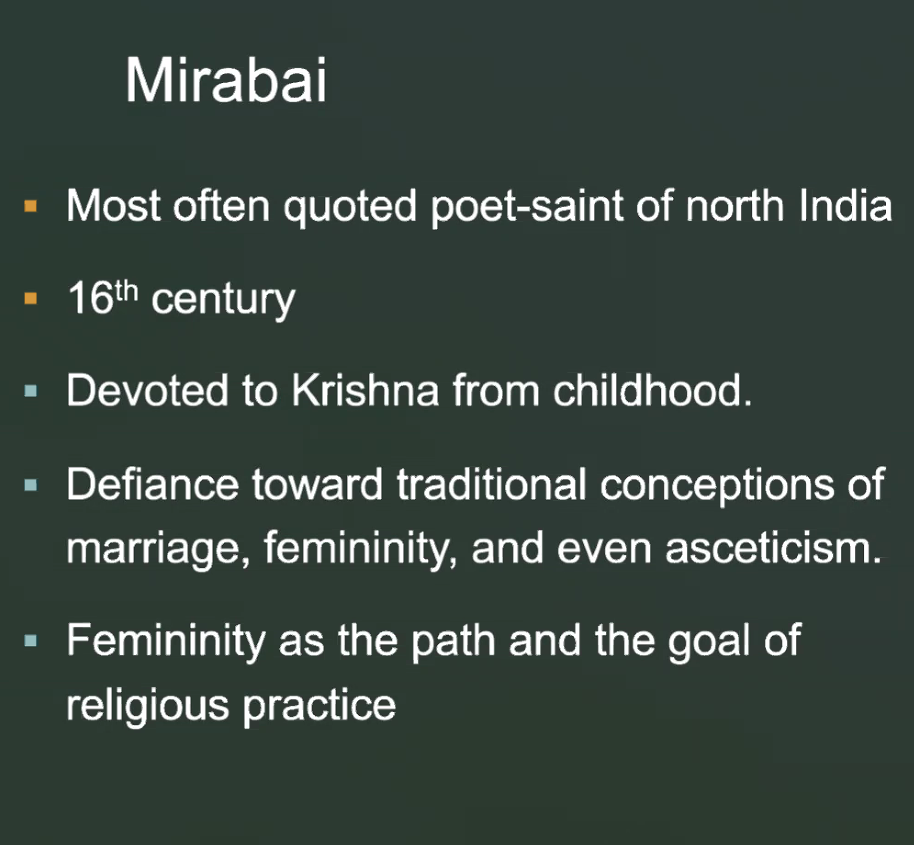 Mirabai
▪ Most often quoted poet-saint of north India
▪ 16th century
▪ Devoted to Krishna from childhood.
▪ Defiance toward traditional conceptions of
marriage, femininity, and even asceticism.
▪ Femininity as the path and the goal of
religious practice